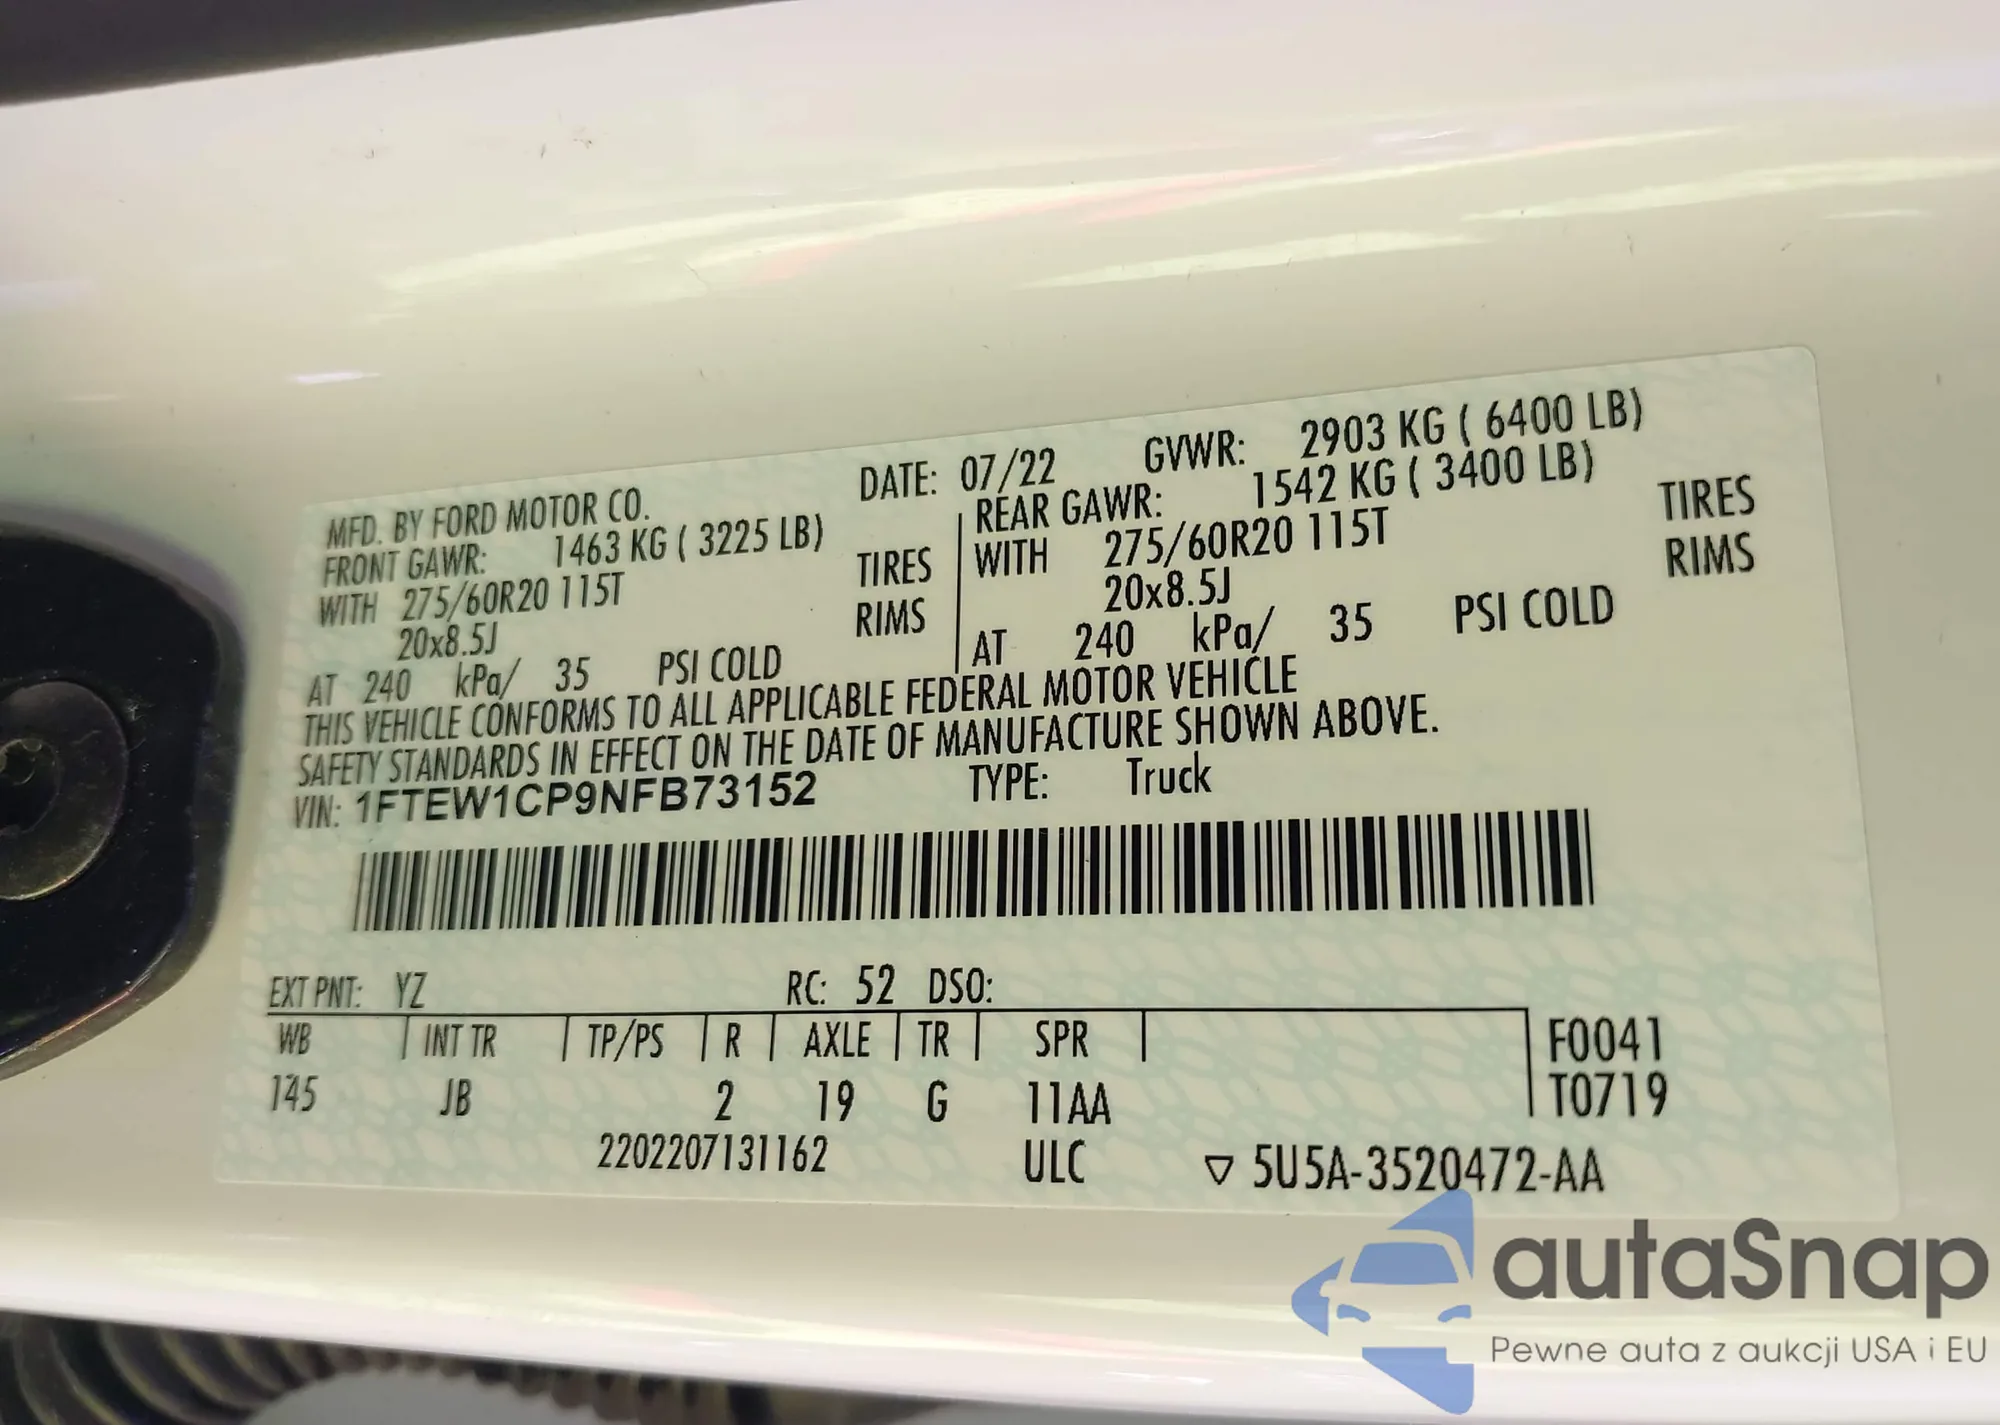 MFD. BY FORD MOTOR CO. DATE: 07/22 GVWR: 2903 KG ( 6400 LB)
FRONT GAWR: 1463 KG ( 3225 LB) REAR GAWR: 1542 KG ( 3400 LB)
WITH 275/60R20 115T TIRES WITH 275/60R20 115T TIRES
20x8.5J RIMS 20x8.5J RIMS
AT 240 kPa/ 35 PSI COLD AT 240 kPa/ 35 PSI COLD
THIS VEHICLE CONFORMS TO ALL APPLICABLE FEDERAL MOTOR VEHICLE
SAFETY STANDARDS IN EFFECT ON THE DATE OF MANUFACTURE SHOWN ABOVE.
VIN: 1FTEW1CP9NFB73152 TYPE: Truck
EXT PNT: YZ RC: 52 DSO:
WB INT TR TP/PS R AXLE TR SPR F0041
145 JB 2 19 G 11AA T0719
2202207131162 ULC ▽ 5U5A-3520472-AA
autaSnap
Pewne auta z aukcji USA i EU